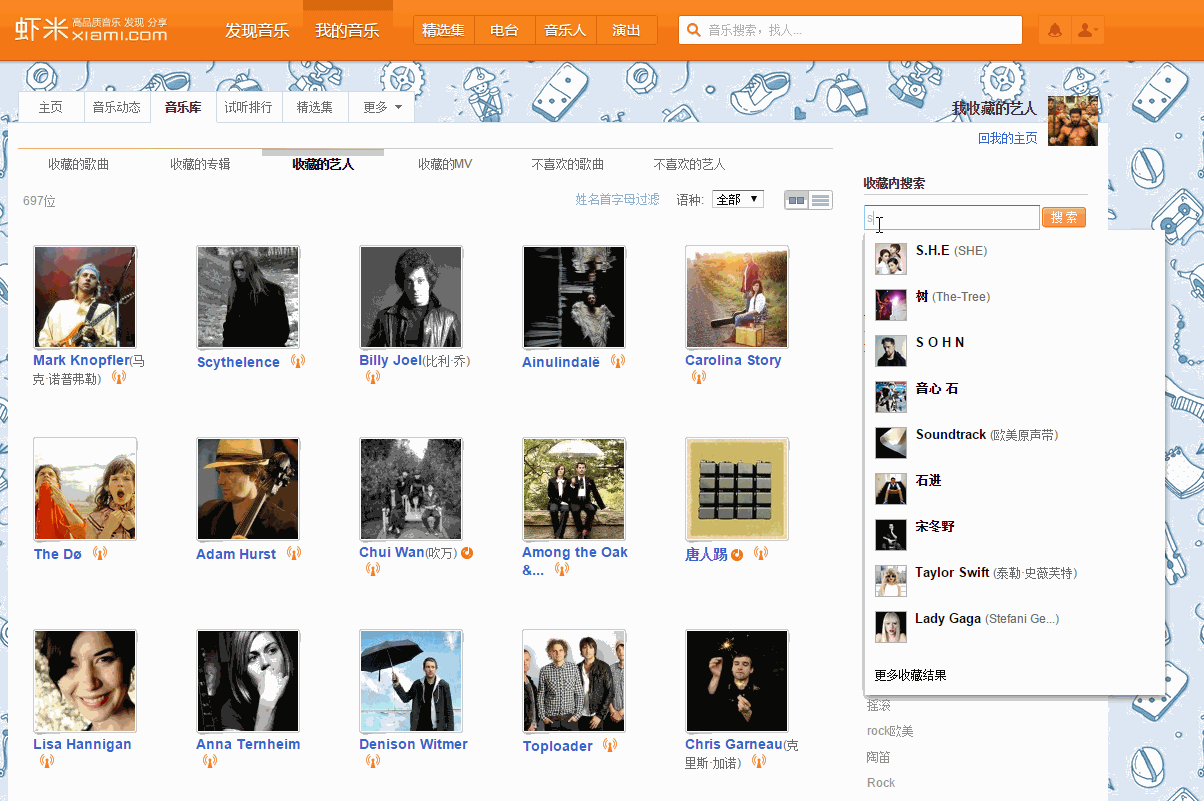 虾米
高品质音乐 发现 分享
xiami.com
发现音乐
我的音乐
精选集
电台
音乐人
演出
音乐搜索，找人...
主页
音乐动态
音乐库
试听排行
精选集
更多
我收藏的艺人
回我的主页
收藏的歌曲
收藏的专辑
收藏的艺人
收藏的MV
不喜欢的歌曲
不喜欢的艺人
697位
姓名首字母过滤
语种:
全部
Mark Knopfler(马
克·诺普弗勒)
Scythelence
Billy Joel(比利·乔)
Ainulindalë
Carolina Story
The Dø
Adam Hurst
Chui Wan(吹万)
Among the Oak
&...
唐人踢
Lisa Hannigan
Anna Ternheim
Denison Witmer
Toploader
Chris Garneau(克
里斯·加诺)
收藏内搜索
s
搜 索
S.H.E (SHE)
树 (The-Tree)
S O H N
音心 石
Soundtrack (欧美原声带)
石进
宋冬野
Taylor Swift (泰勒·史薇芙特)
Lady Gaga (Stefani Ge...)
更多收藏结果
摇滚
rock欧美
陶笛
Rock